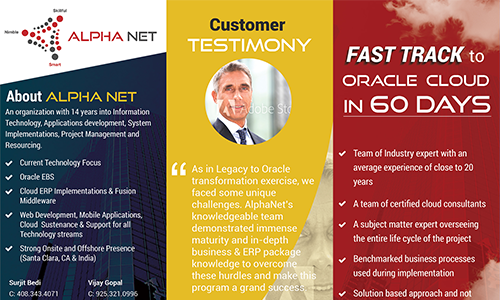 Skillful
Nimble
Smart
ALPHA NET
About ALPHA NET
An organization with 14 years into Information
Technology, Applications development, System
Implementations, Project Management and
Resourcing.
Current Technology Focus
Oracle EBS
Cloud ERP Implementations & Fusion
Middleware
Web Development, Mobile Applications,
Cloud Sustenance & Support for all
Technology streams
Strong Onsite and Offshore Presence
(Santa Clara, CA & India)
Surjit Bedi
C: 408.343.4071
Vijay Gopal
C: 925.321.0996
Customer
TESTIMONY
Adobe Sto
“ As in Legacy to Oracle
transformation exercise, we
faced some unique
challenges. AlphaNet's
knowledgeable team
demonstrated immense
maturity and in-depth
business & ERP package
knowledge to overcome
these hurdles and make this
program a grand success.
FAST TRACK to
ORACLE CLOUD
IN 60 DAYS
Team of Industry expert with an
average experience of close to 20
years
A team of certified cloud consultants
A subject matter expert overseeing
the entire life cycle of the project
Benchmarked business processes
used during implementation
Solution based approach and not